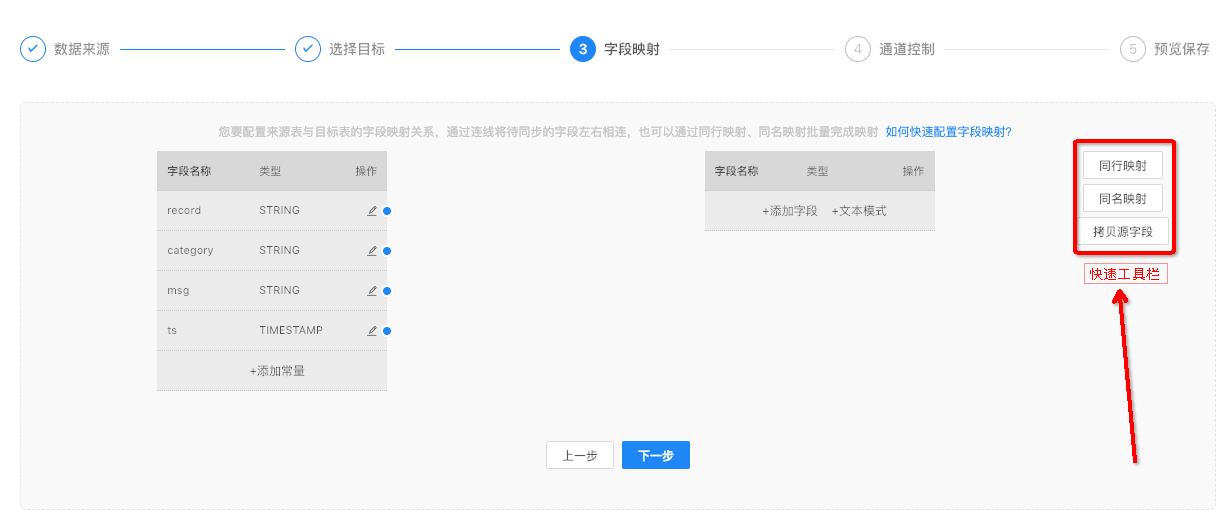 数据来源 选择目标 3 字段映射 4 通道控制 5 预览保存
您要配置来源表与目标表的字段映射关系，通过连线将待同步的字段左右相连，也可以通过同行映射、同名映射批量完成映射 如何快速配置字段映射?
字段名称 类型 操作
record STRING
category STRING
msg STRING
ts TIMESTAMP
+添加常量
字段名称 类型 操作
+添加字段 +文本模式
同行映射
同名映射
拷贝源字段
快速工具栏
上一步 下一步